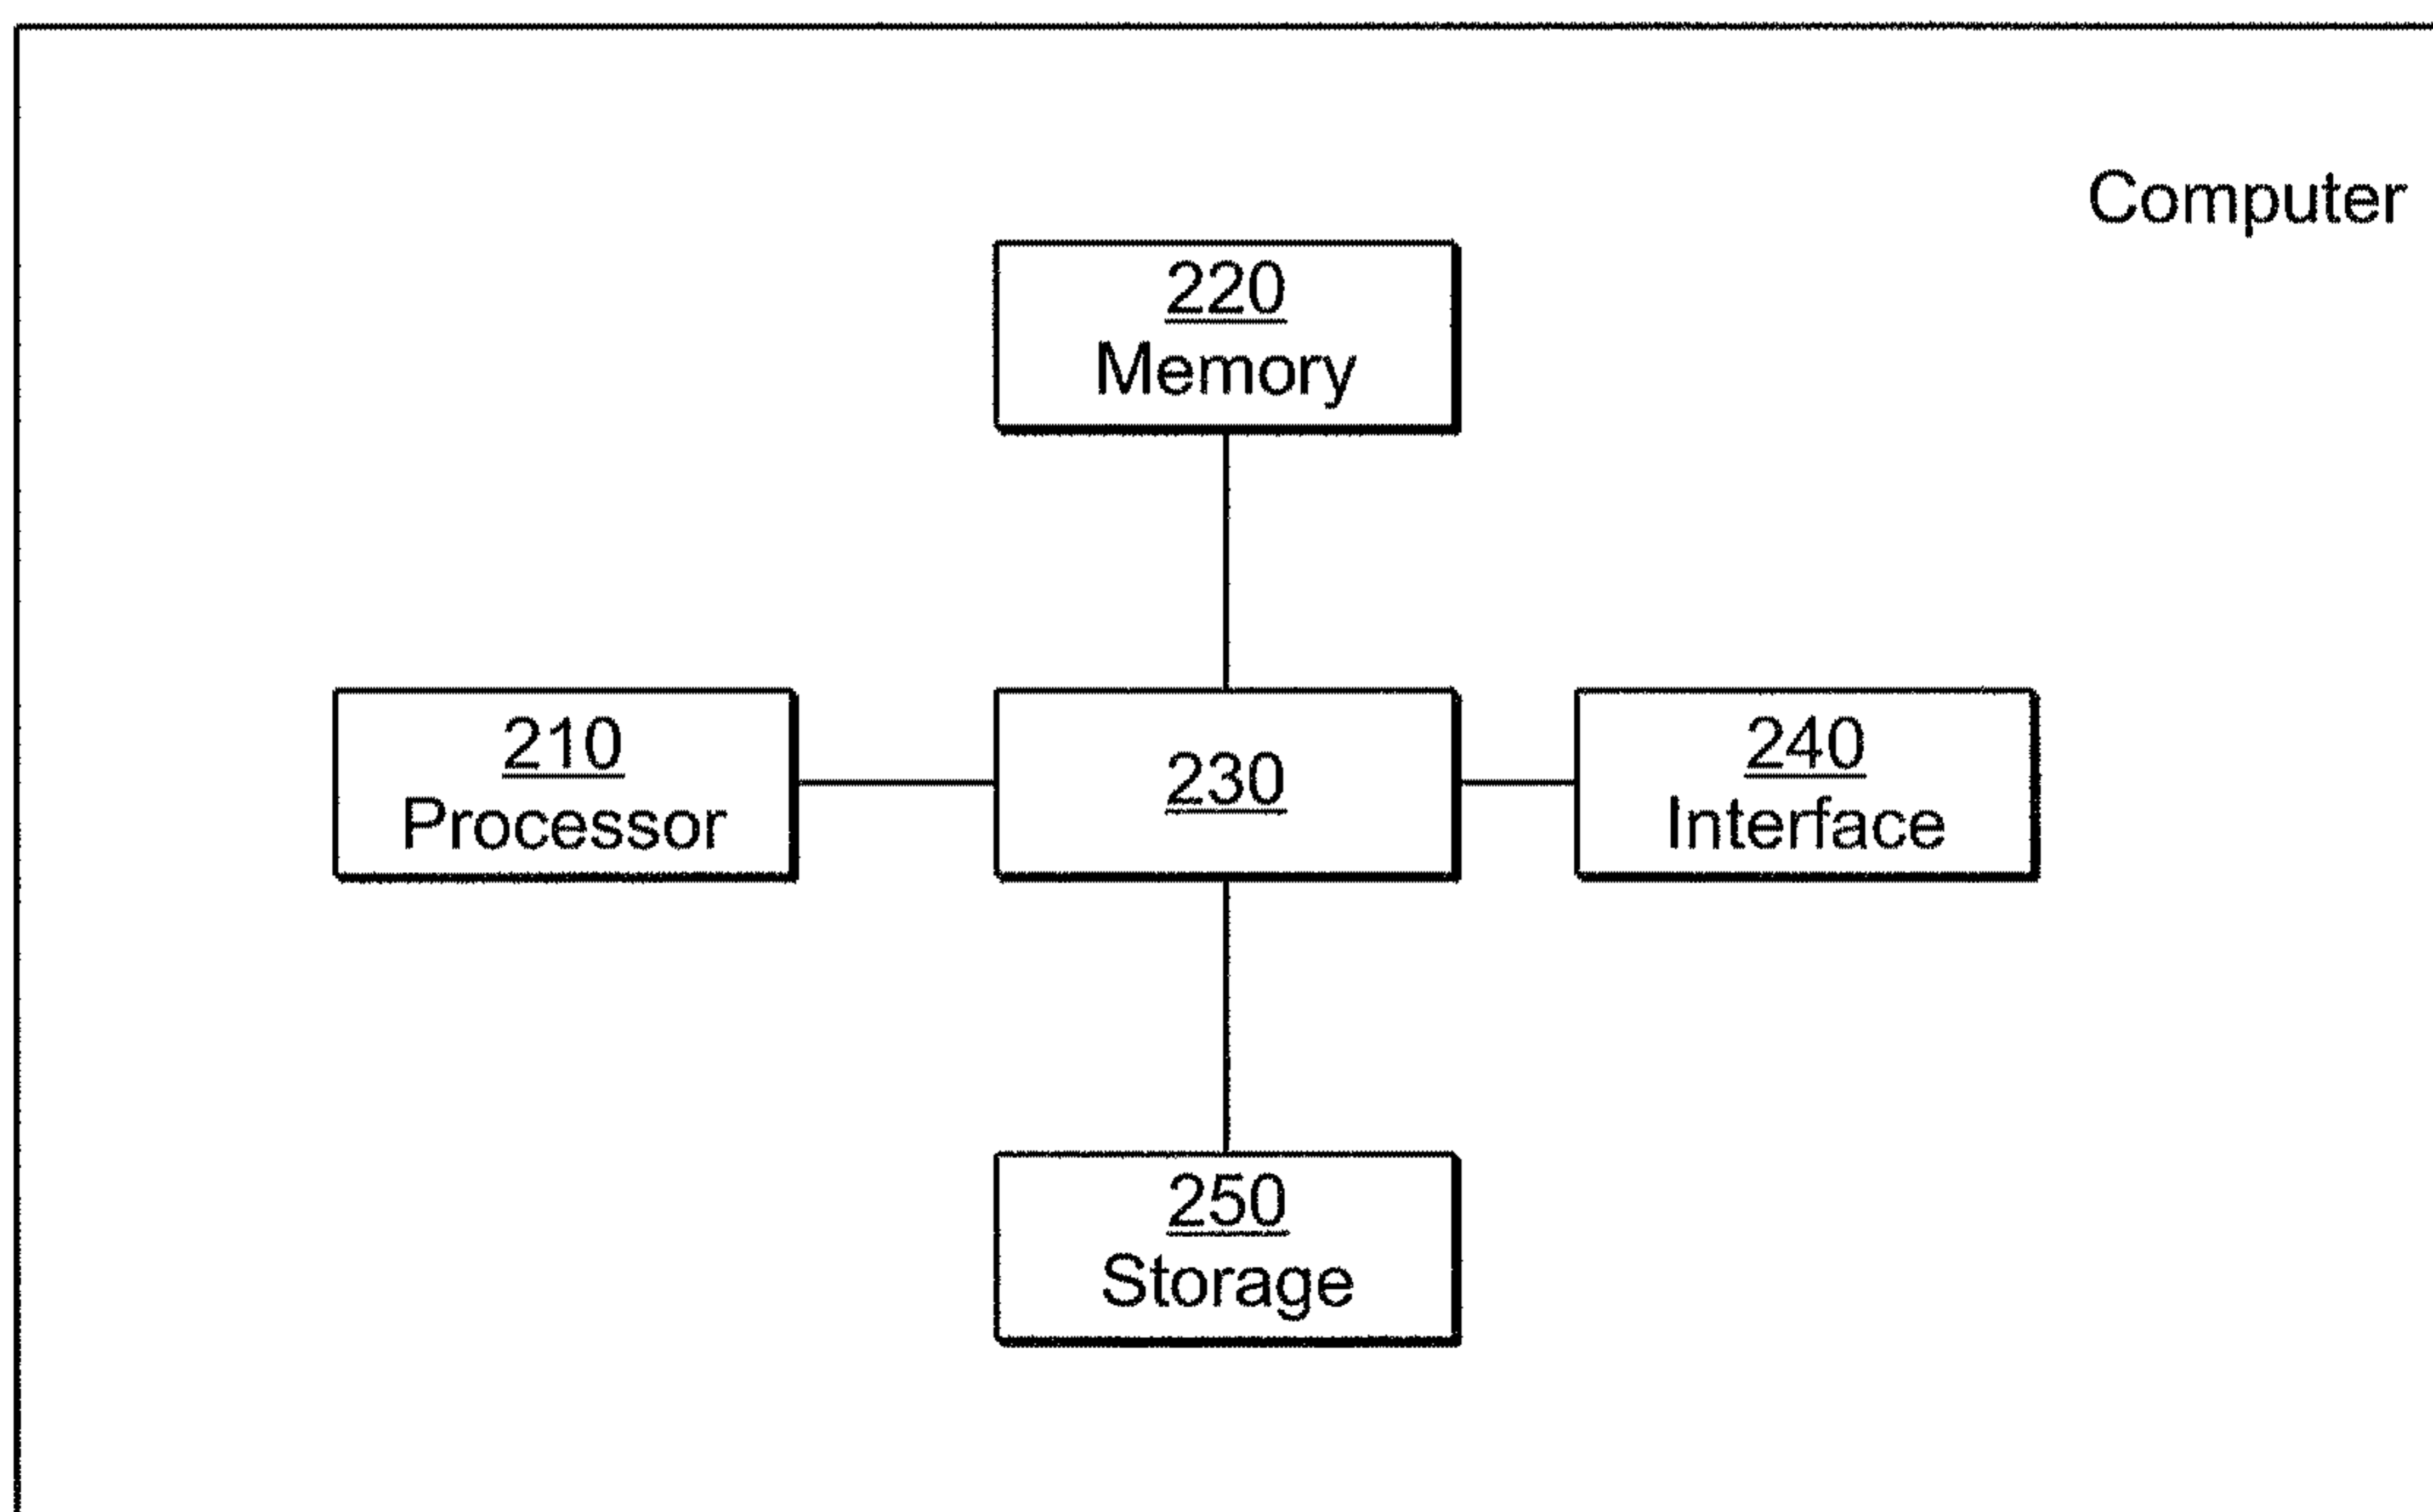 Computer
220
Memory
210
Processor
230
240
Interface
250
Storage